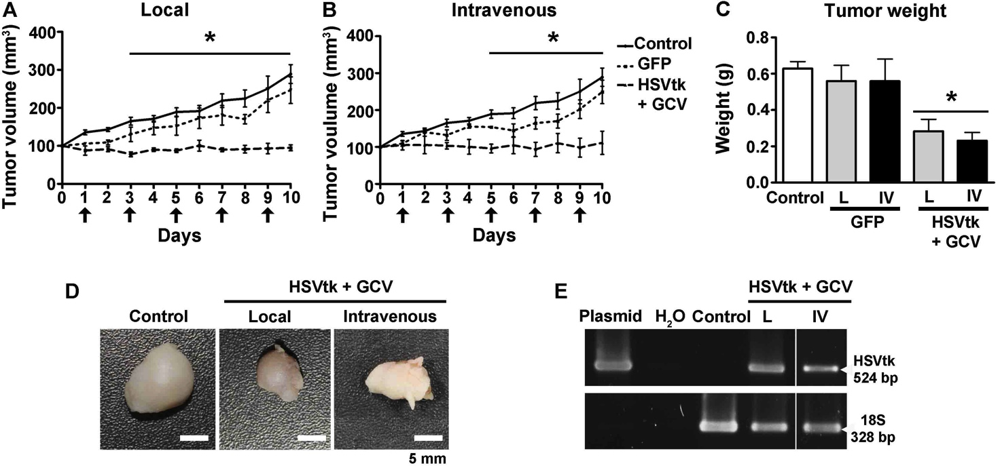 A
Local
Tumor volume (mm³)
400
300
200
100
0
*
0 1 2 3 4 5 6 7 8 9 10
Days
B
Intravenous
Tumor voulume (mm³)
400
300
200
100
0
*
0 1 2 3 4 5 6 7 8 9 10
Days
Control
GFP
HSVtk
+ GCV
C
Tumor weight
Weight (g)
0.8
0.6
0.4
0.2
0.0
*
Control L IV L IV
GFP
HSVtk
+ GCV
D
HSVtk + GCV
Control Local Intravenous
5 mm
E
HSVtk + GCV
Plasmid H₂O Control L IV
HSVtk
524 bp
18S
328 bp